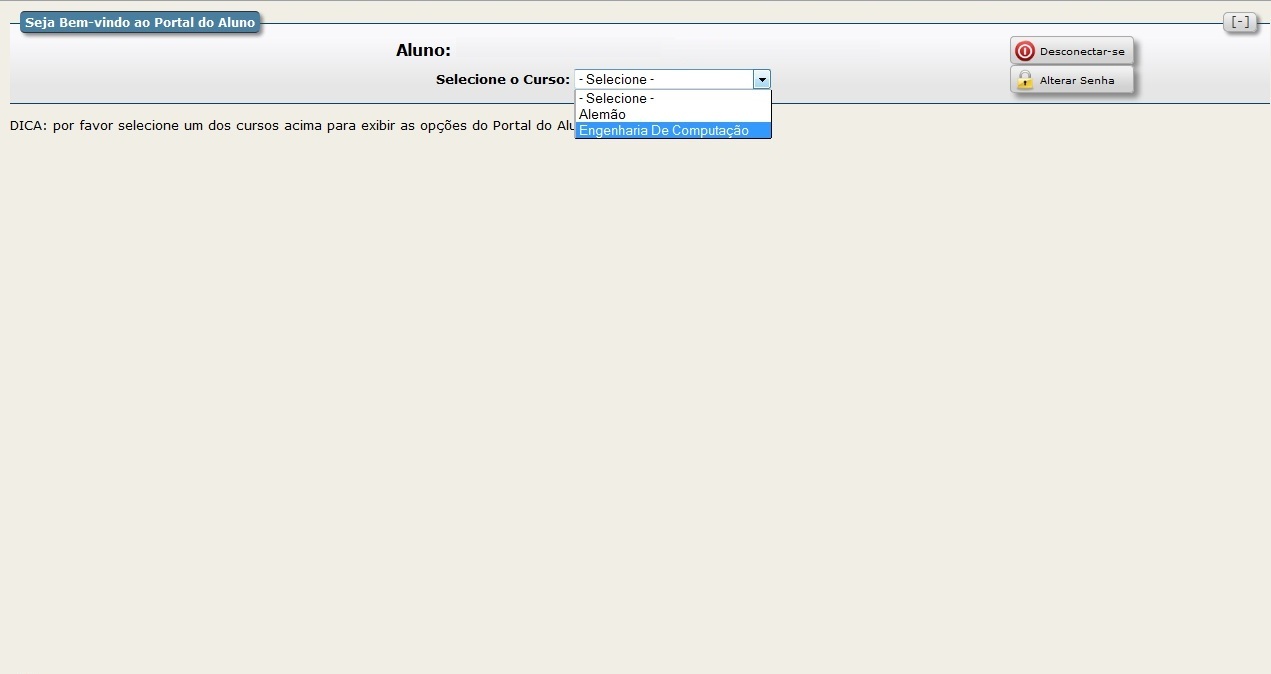 Seja Bem-vindo ao Portal do Aluno
[-]
Aluno:
Desconectar-se
Selecione o Curso: - Selecione -
Alterar Senha
- Selecione -
Alemão
Engenharia De Computação
DICA: por favor selecione um dos cursos acima para exibir as opções do Portal do